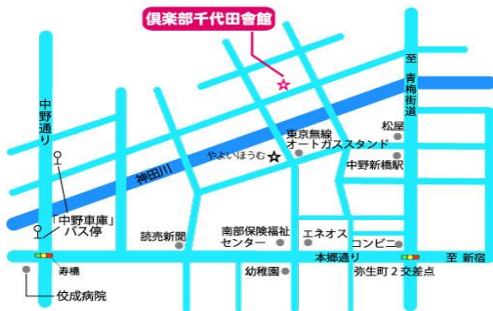 倶楽部千代田會館
至 青梅街道
中野通り
松屋
東京無線
オートガススタンド
やよいほうむ
中野新橋駅
神田川
「中野車庫」
バス停
読売新聞
南部保険福祉
センター
エネオス
コンビニ
本郷通り
至 新宿
寿橋
幼稚園
弥生町2交差点
佼成病院